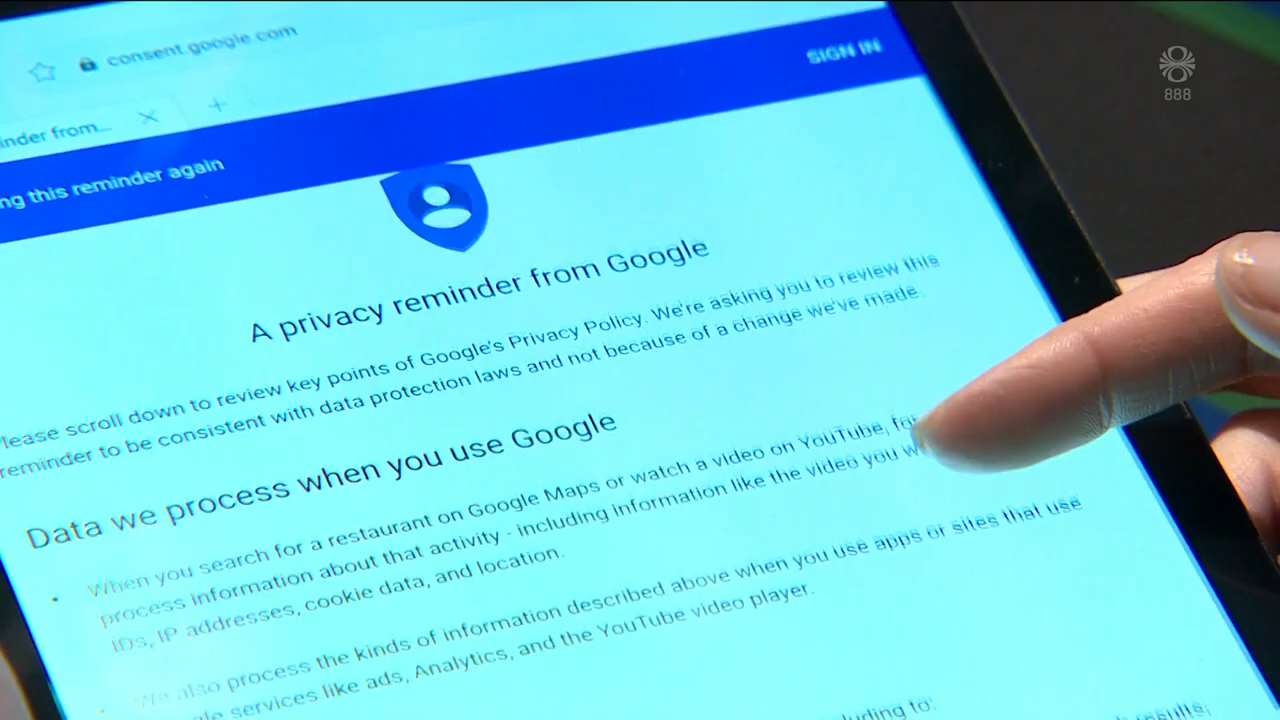 consent.google.com
SIGN IN
888
nder from...
ng this reminder again
A privacy reminder from Google
Please scroll down to review key points of Google's Privacy Policy. We're asking you to review this
reminder to be consistent with data protection laws and not because of a change we've made.
Data we process when you use Google
When you search for a restaurant on Google Maps or watch a video on YouTube, for
process information about that activity - including information like the video you w
IDs, IP addresses, cookie data, and location.
We also process the kinds of information described above when you use apps or sites that use
gle services like ads, Analytics, and the YouTube video player.
luding to:
results,